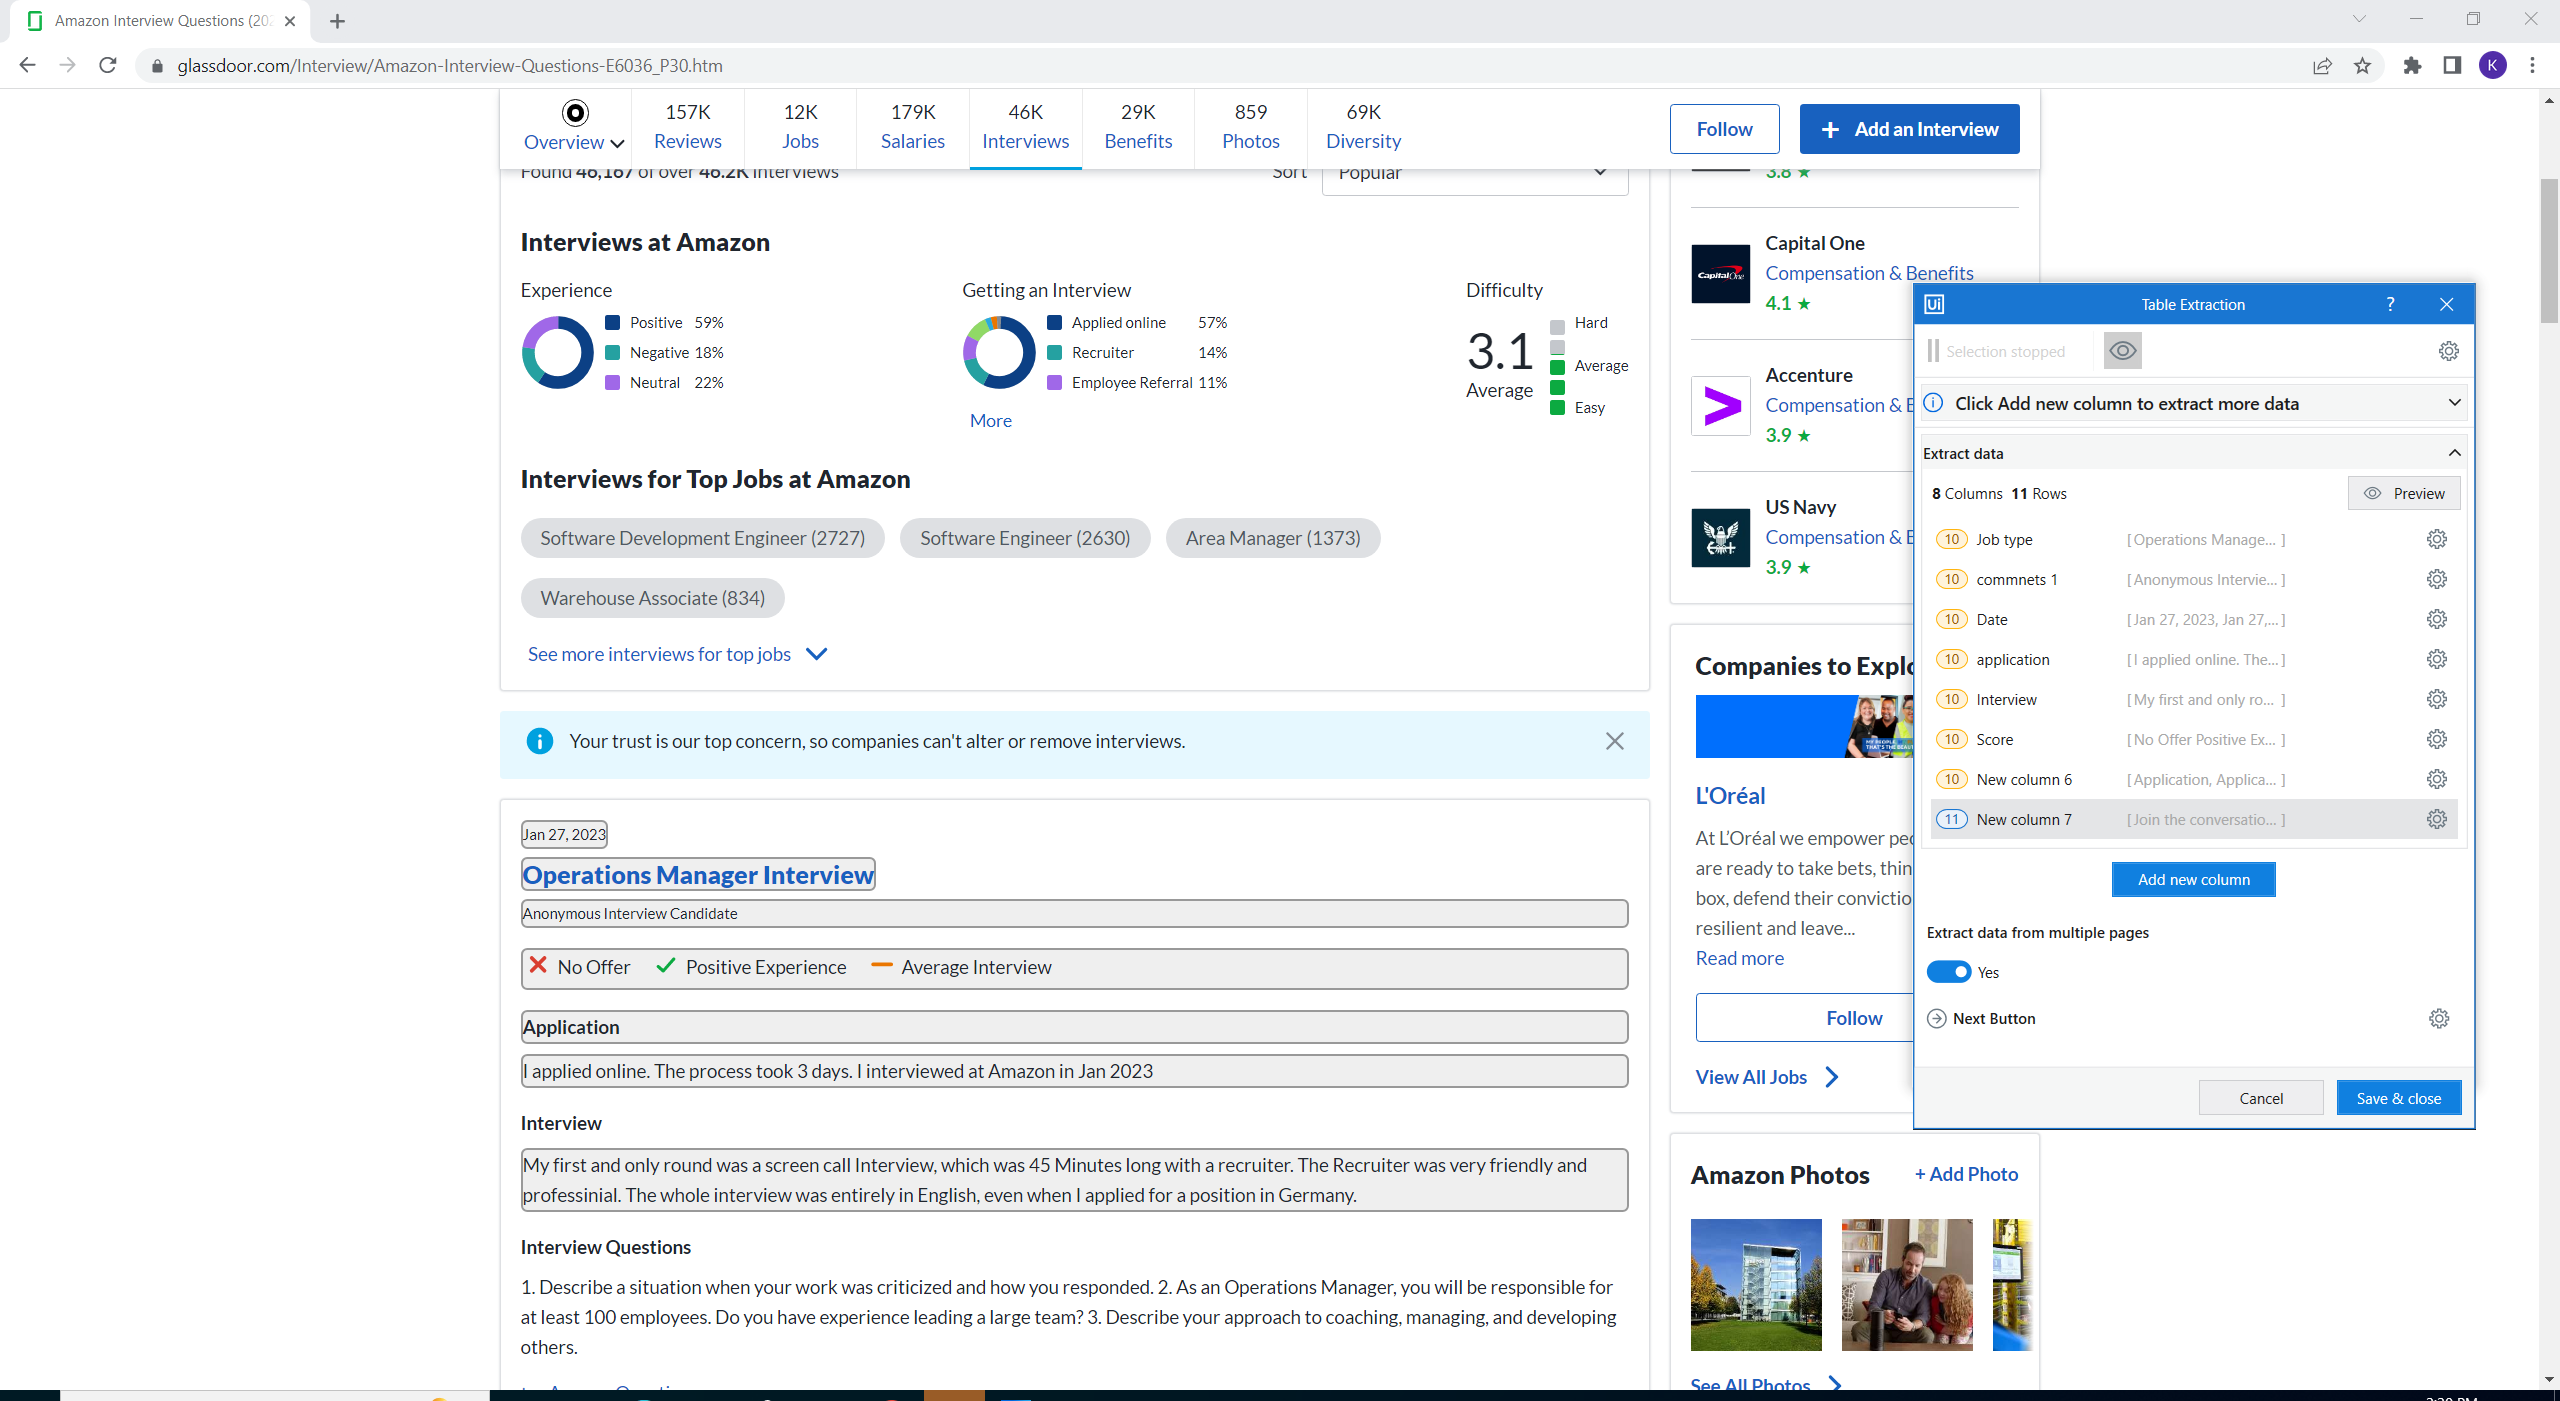 Amazon Interview Questions (202
glassdoor.com/Interview/Amazon-Interview-Questions-E6036_P30.htm
K
Overview
157K
Reviews
12K
Jobs
179K
Salaries
46K
Interviews
29K
Benefits
859
Photos
69K
Diversity
Follow
+ Add an Interview
Found 46,167 of over 46.2K interviews
Sort
Popular
Interviews at Amazon
Experience
Positive 59%
Negative 18%
Neutral 22%
Getting an Interview
Applied online 57%
Recruiter 14%
Employee Referral 11%
More
Difficulty
3.1
Average
Hard
Average
Easy
Interviews for Top Jobs at Amazon
Software Development Engineer (2727)
Software Engineer (2630)
Area Manager (1373)
Warehouse Associate (834)
See more interviews for top jobs
Your trust is our top concern, so companies can't alter or remove interviews.
Jan 27, 2023
Operations Manager Interview
Anonymous Interview Candidate
No Offer
Positive Experience
Average Interview
Application
I applied online. The process took 3 days. I interviewed at Amazon in Jan 2023
Interview
My first and only round was a screen call Interview, which was 45 Minutes long with a recruiter. The Recruiter was very friendly and
professinial. The whole interview was entirely in English, even when I applied for a position in Germany.
Interview Questions
1. Describe a situation when your work was criticized and how you responded. 2. As an Operations Manager, you will be responsible for
at least 100 employees. Do you have experience leading a large team? 3. Describe your approach to coaching, managing, and developing
others.
3.8 ★
Capital One
Capital One
Compensation & Benefits
4.1 ★
Accenture
Compensation & B
3.9 ★
US Navy
Compensation & B
3.9 ★
Companies to Explo
L'Oréal
At L'Oréal we empower peo
are ready to take bets, thin
box, defend their convictio
resilient and leave...
Read more
Follow
View All Jobs
Amazon Photos
+ Add Photo
See All Photos
Ui
Table Extraction
?
Selection stopped
Click Add new column to extract more data
Extract data
8 Columns 11 Rows
Preview
10 Job type [ Operations Manage... ]
10 commnets 1 [ Anonymous Intervie... ]
10 Date [ Jan 27, 2023, Jan 27,... ]
10 application [ I applied online. The... ]
10 Interview [ My first and only ro... ]
10 Score [ No Offer Positive Ex... ]
10 New column 6 [ Application, Applica... ]
11 New column 7 [ Join the conversatio... ]
Add new column
Extract data from multiple pages
Yes
Next Button
Cancel
Save & close